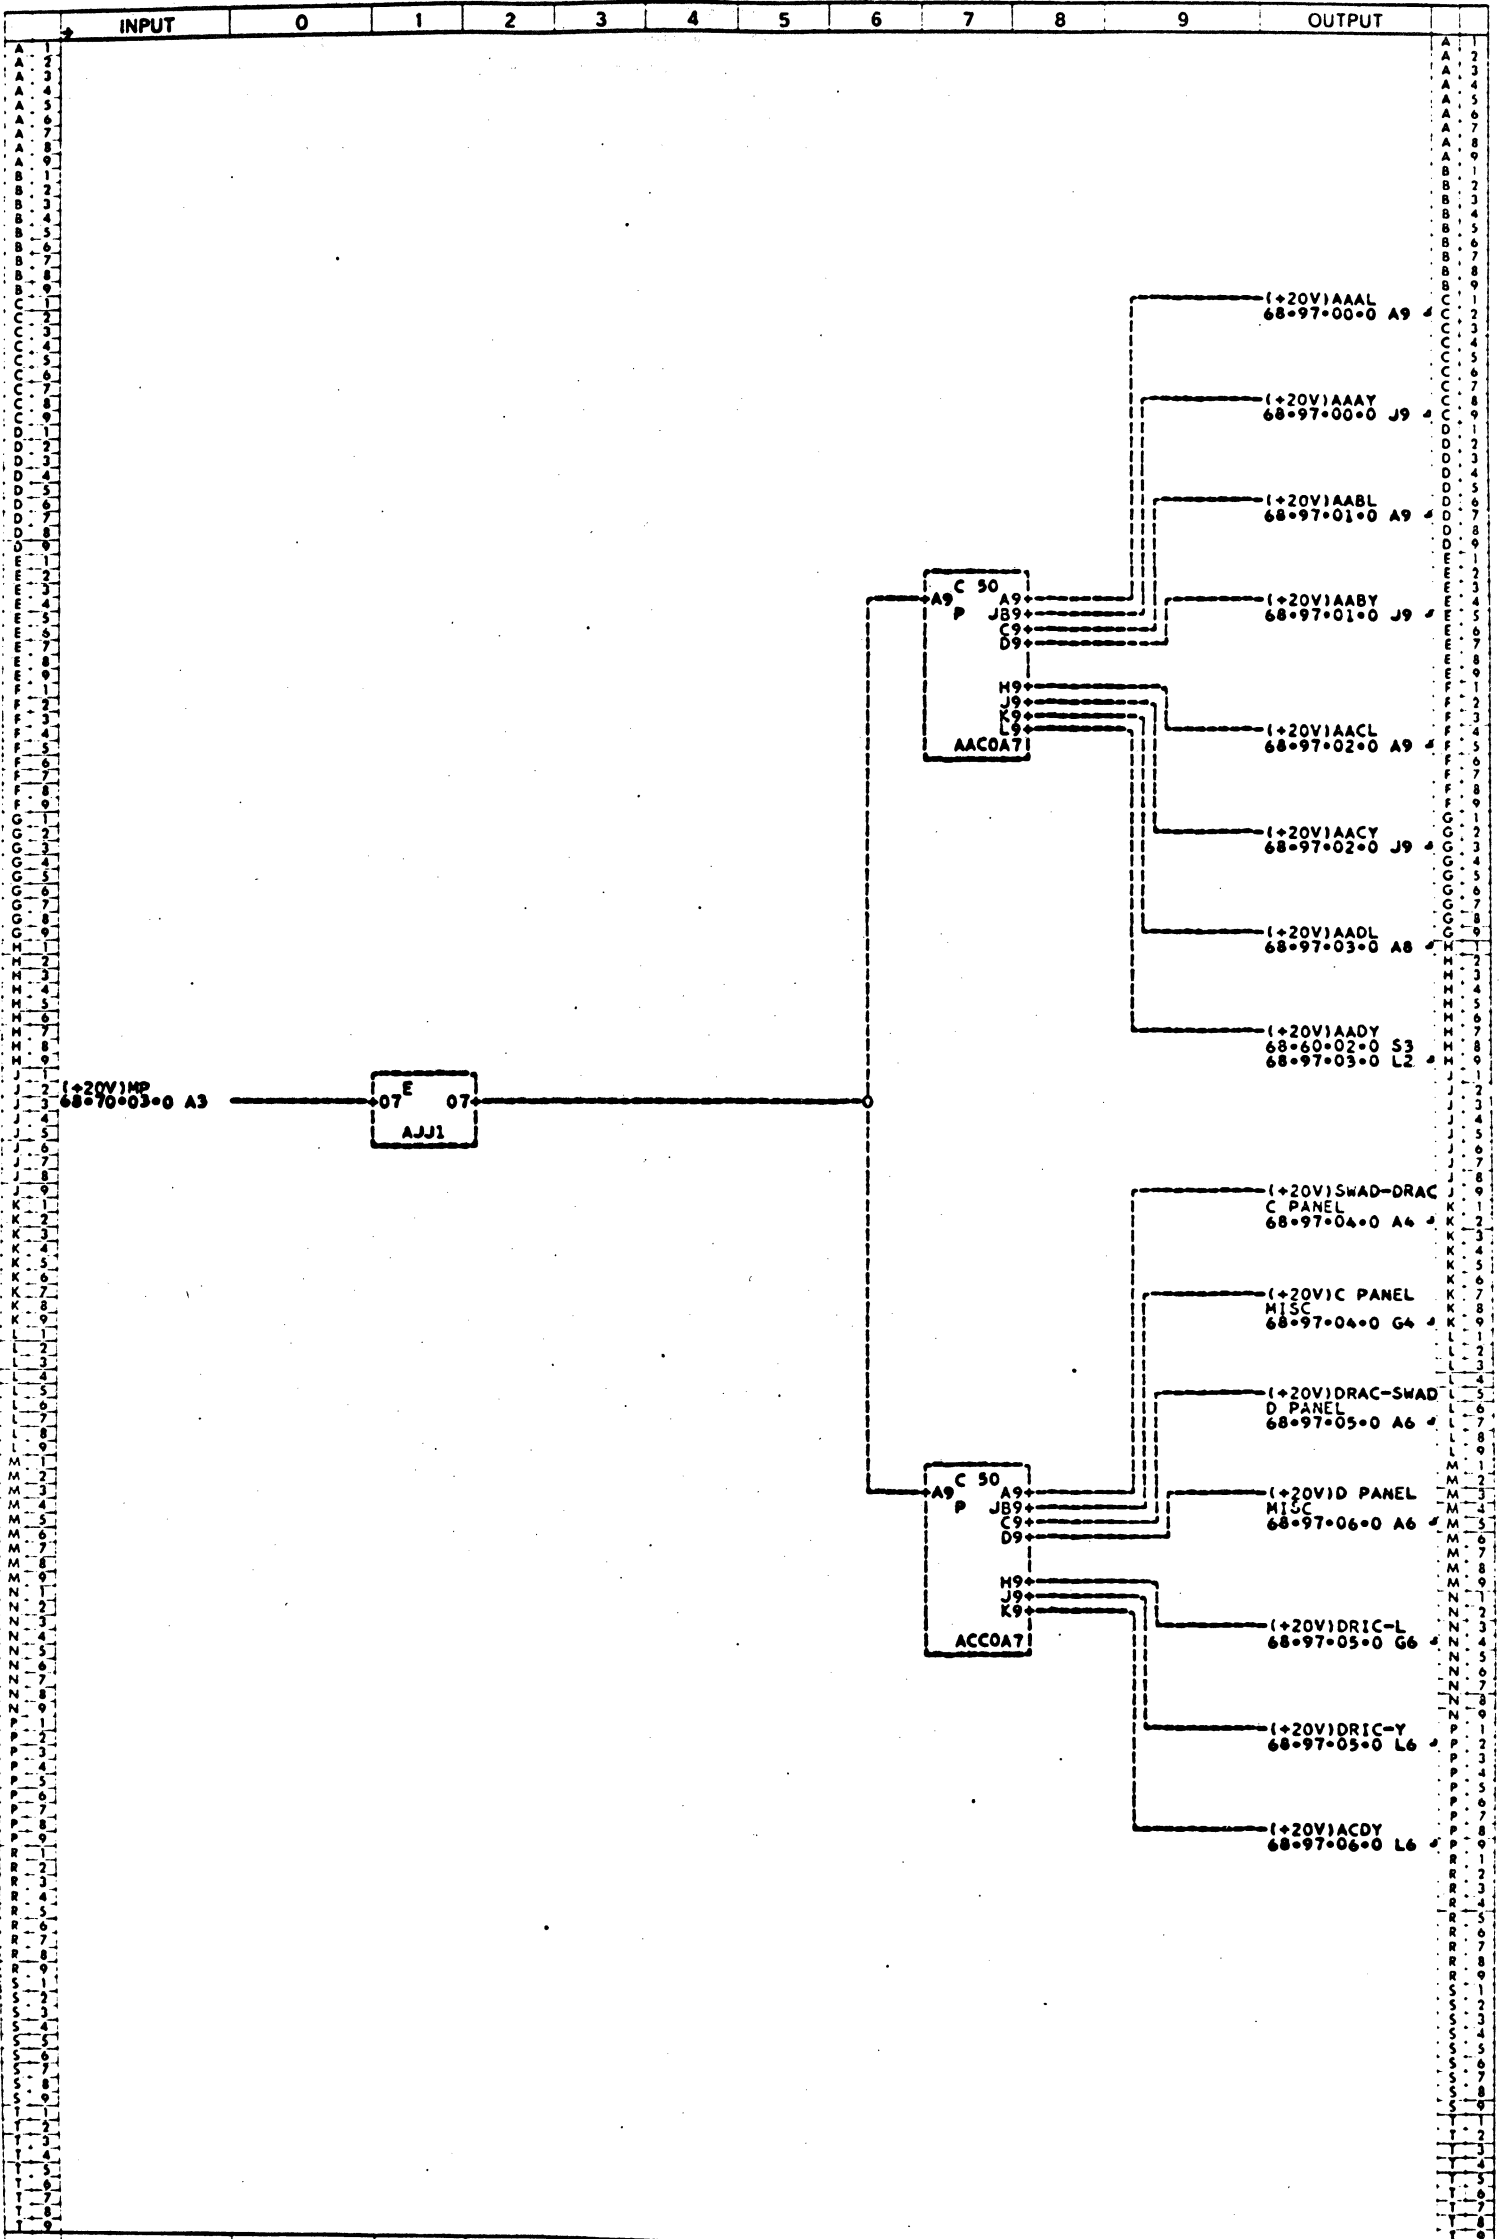 INPUT 0 1 2 3 4 5 6 7 8 9 OUTPUT
(+20V)AAAL
68•97•00•0 A9
(+20V)AAAY
68•97•00•0 J9
(+20V)AABL
68•97•01•0 A9
C 50
A9 A9
P JB9
C9
D9
H9
J9
K9
L9
AAC0A7
(+20V)AABY
68•97•01•0 J9
(+20V)AACL
68•97•02•0 A9
(+20V)AACY
68•97•02•0 J9
(+20V)AADL
68•97•03•0 A8
(+20V)AADY
68•60•02•0 S3
68•97•03•0 L2
(+20V)MP
68•70•03•0 A3
E
07 07
AJJ1
(+20V)SWAD-DRAC
C PANEL
68•97•04•0 A4
(+20V)C PANEL
MISC
68•97•04•0 G4
(+20V)DRAC-SWAD
D PANEL
68•97•05•0 A6
C 50
A9 A9
P JB9
C9
D9
H9
J9
K9
ACC0A7
(+20V)D PANEL
MISC
68•97•06•0 A6
(+20V)DRIC-L
68•97•05•0 G6
(+20V)DRIC-Y
68•97•05•0 L6
(+20V)ACDY
68•97•06•0 L6